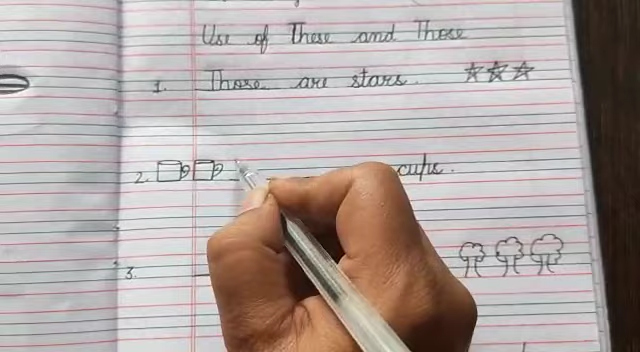 Use of These and Those
1. Those are stars.
2. cups.
3.